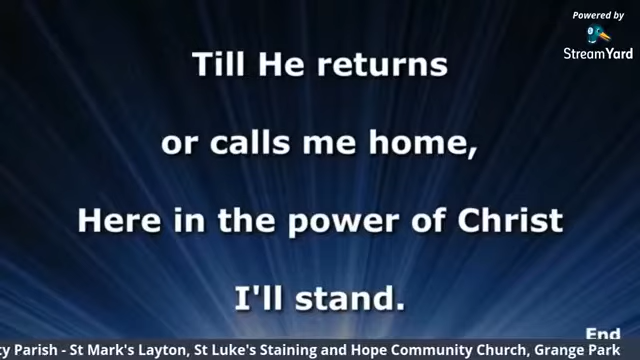 Powered by
StreamYard
Till He returns
or calls me home,
Here in the power of Christ
I'll stand.
End
Parish - St Mark's Layton, St Luke's Staining and Hope Community Church, Grange Park